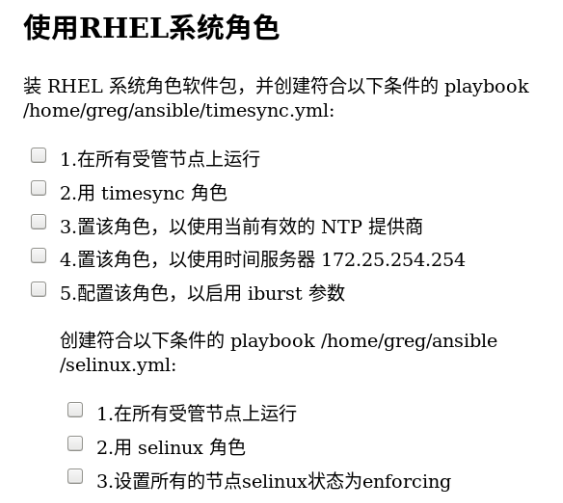 使用RHEL系统角色
装 RHEL 系统角色软件包，并创建符合以下条件的 playbook
/home/greg/ansible/timesync.yml:
1.在所有受管节点上运行
2.用 timesync 角色
3.置该角色，以使用当前有效的 NTP 提供商
4.置该角色，以使用时间服务器 172.25.254.254
5.配置该角色，以启用 iburst 参数
创建符合以下条件的 playbook /home/greg/ansible
/selinux.yml:
1.在所有受管节点上运行
2.用 selinux 角色
3.设置所有的节点selinux状态为enforcing